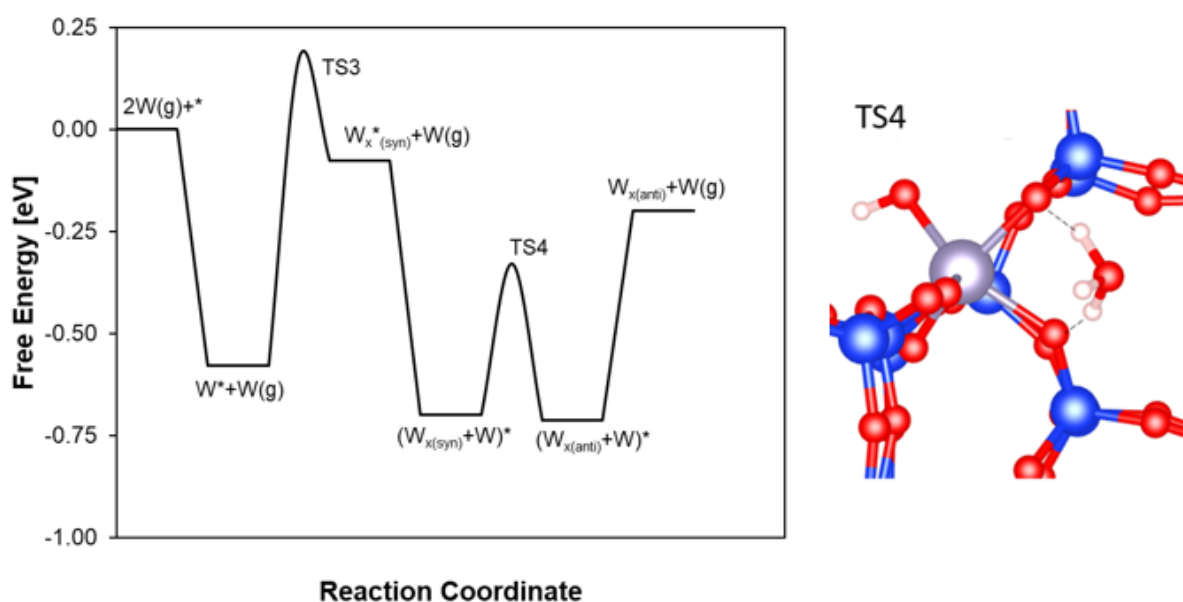 0.25
TS3
2W(g)+*
0.00
Wx*(syn)+W(g)
TS4
Wx(anti)+W(g)
-0.25
TS4
-0.50
W*+W(g)
-0.75
(Wx(syn)+W)*
(Wx(anti)+W)*
-1.00
Free Energy [eV]
Reaction Coordinate